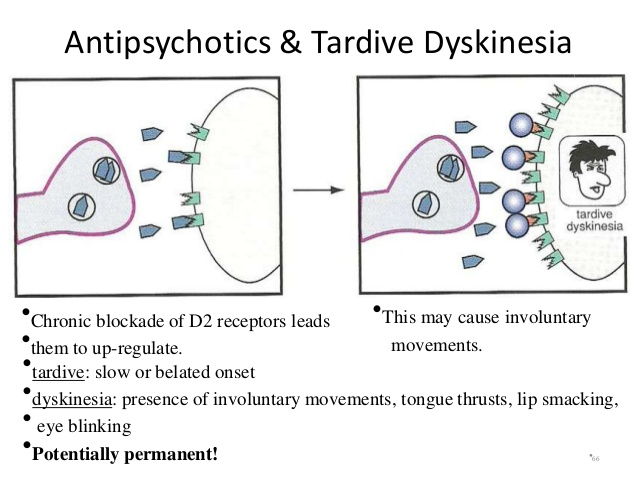 Antipsychotics & Tardive Dyskinesia
tardive
dyskinesia
•Chronic blockade of D2 receptors leads
•them to up-regulate.
•tardive: slow or belated onset
•dyskinesia: presence of involuntary movements, tongue thrusts, lip smacking,
• eye blinking
•Potentially permanent!
•This may cause involuntary
movements.
•66